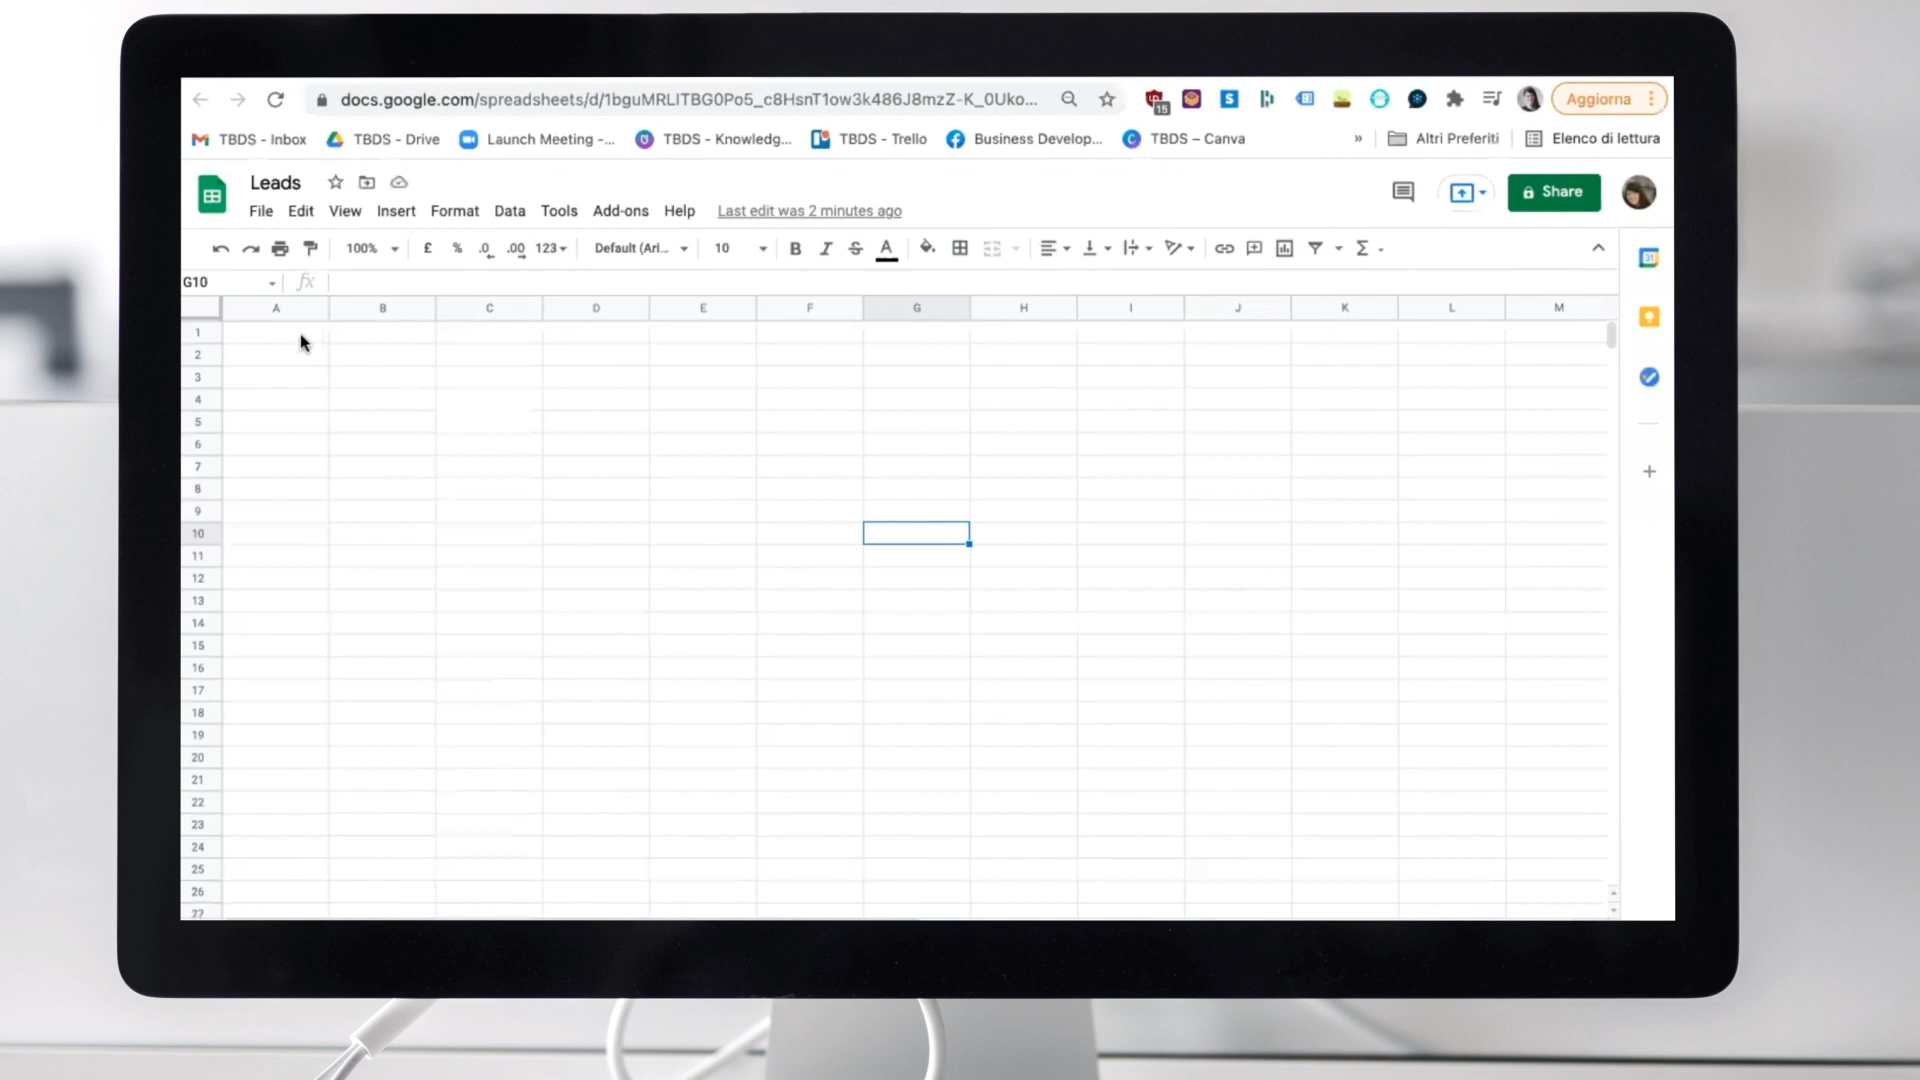 docs.google.com/spreadsheets/d/1bguMRLITBG0Po5_c8HsnT1ow3k486J8mzZ-K_0Uko...
15
Aggiorna
TBDS - Inbox
TBDS - Drive
Launch Meeting -...
TBDS - Knowledg...
TBDS - Trello
Business Develop...
TBDS – Canva
»
Altri Preferiti
Elenco di lettura
Leads
Share
File Edit View Insert Format Data Tools Add-ons Help Last edit was 2 minutes ago
100% £ % .0 .00 123 Default (Ari... 10 B I S A Σ
31
G10 fx
A B C D E F G H I J K L M
1
2
3
4
5
6
7
8
9
10
11
12
13
14
15
16
17
18
19
20
21
22
23
24
25
26
27